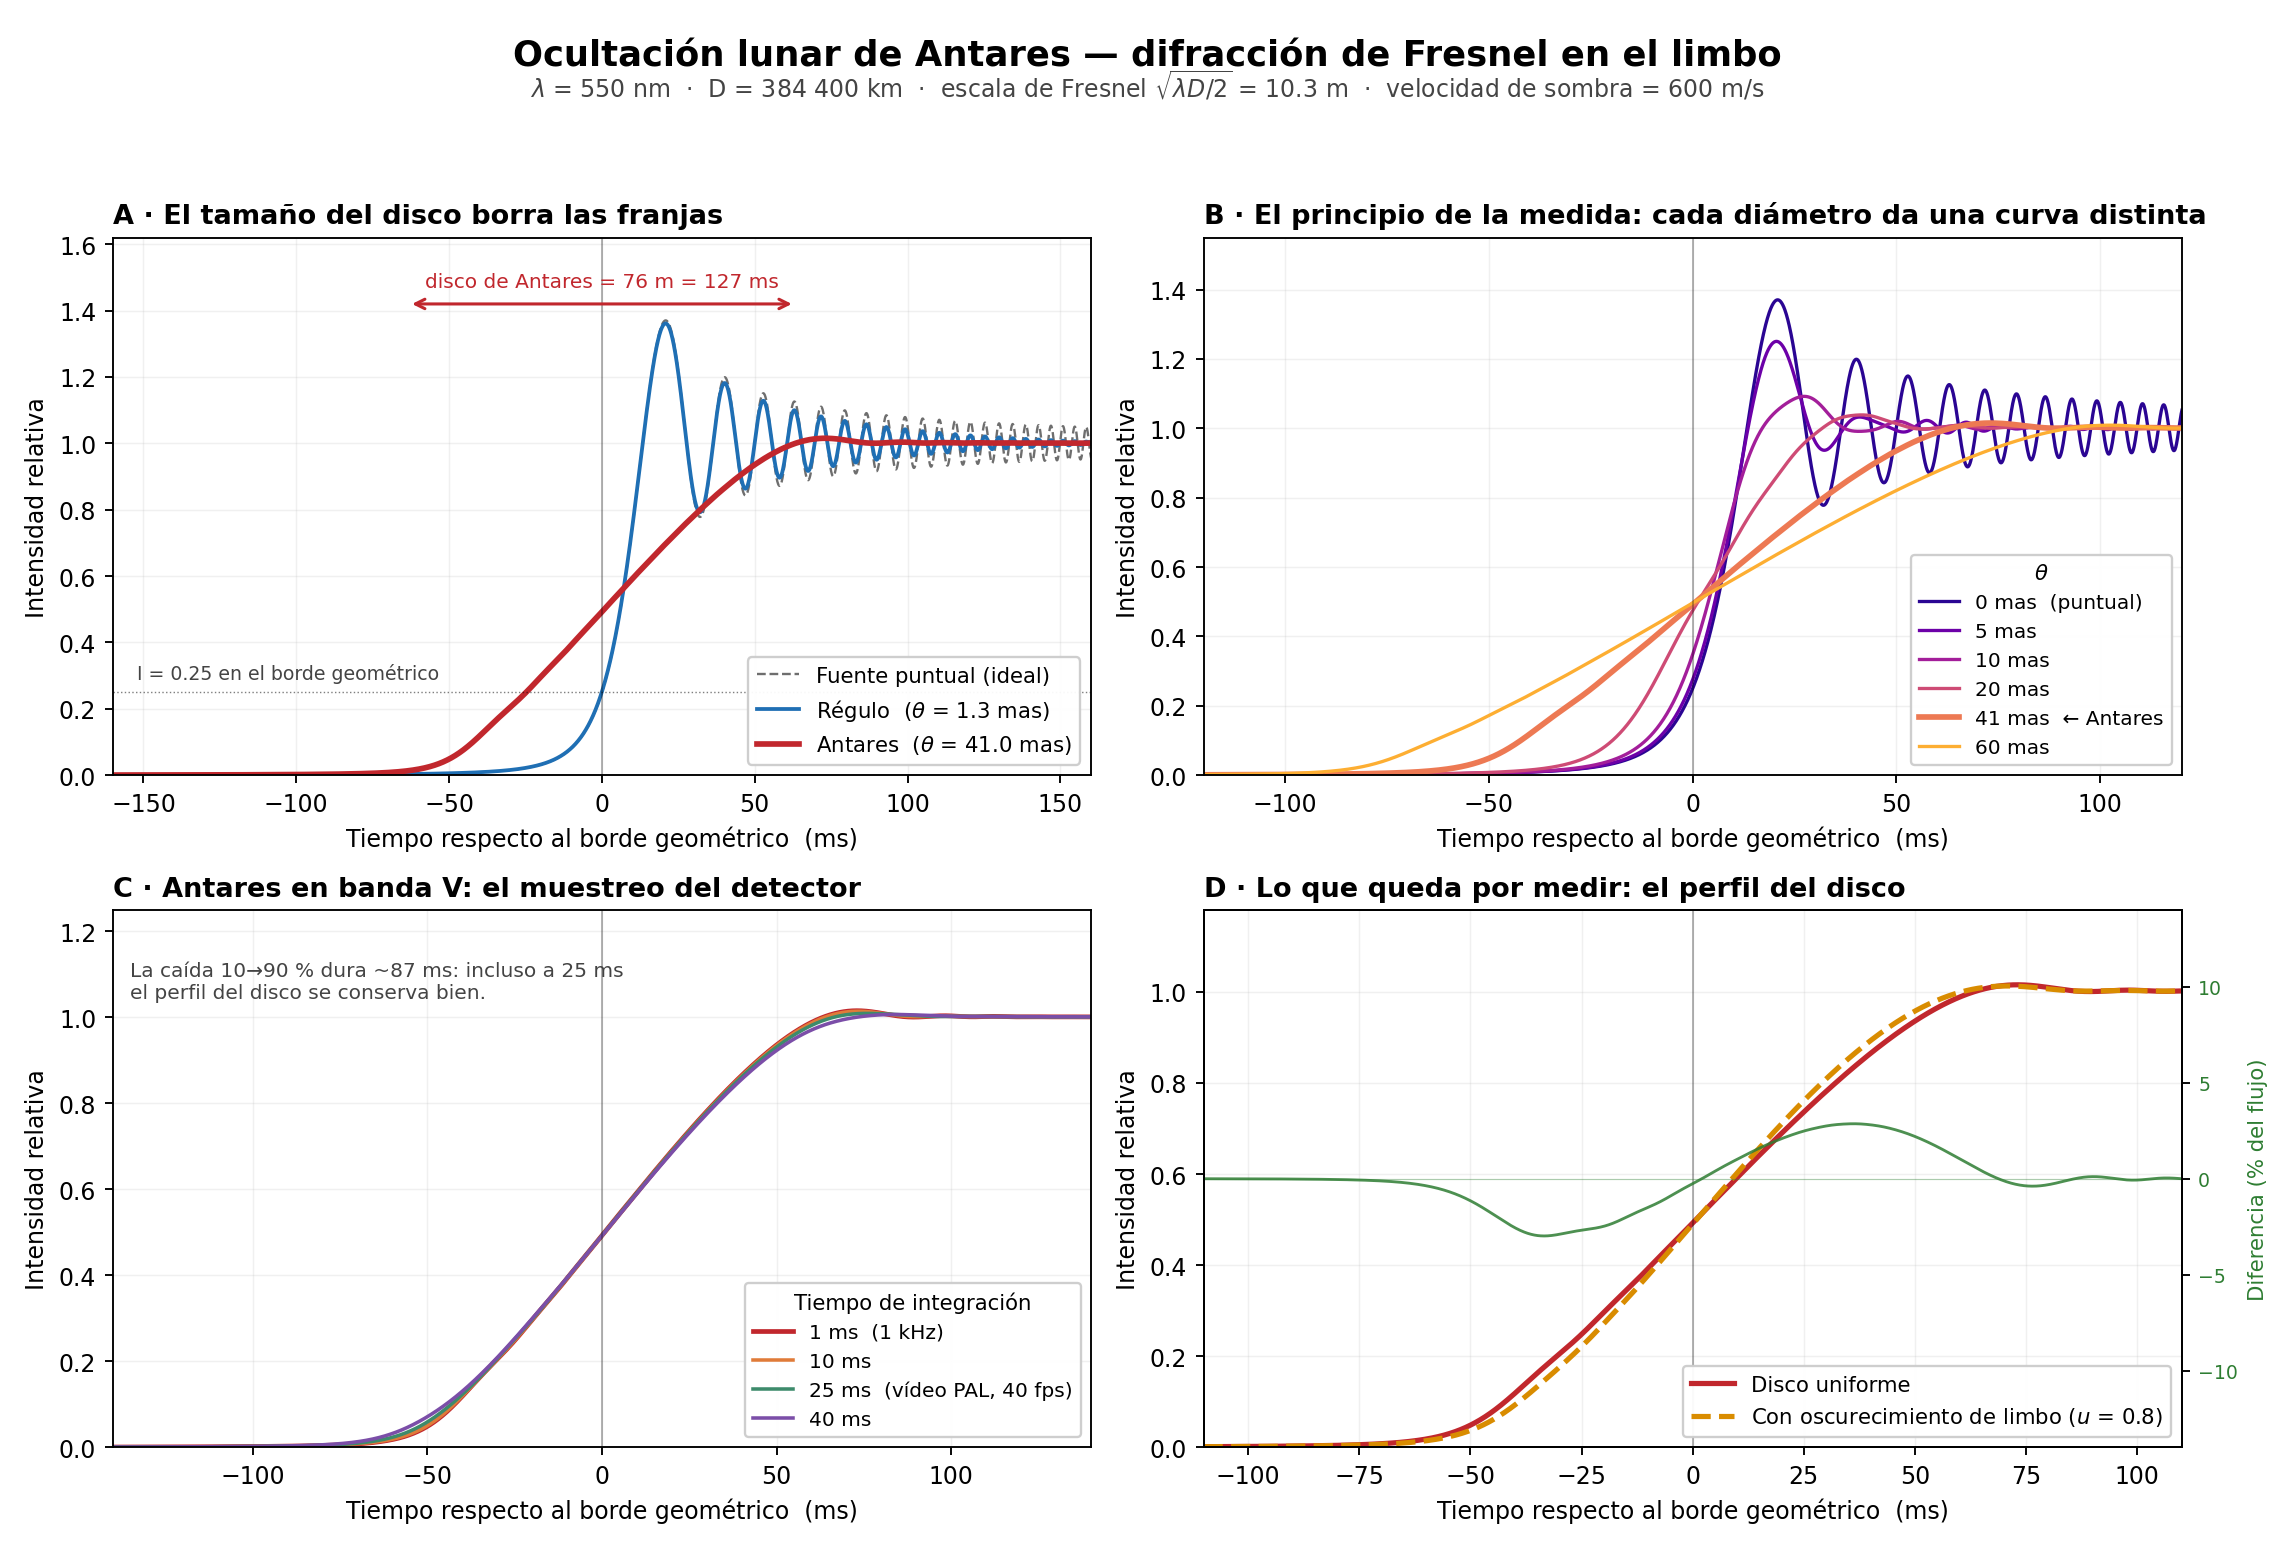 Ocultación lunar de Antares — difracción de Fresnel en el limbo
λ = 550 nm · D = 384 400 km · escala de Fresnel √λD/2 = 10.3 m · velocidad de sombra = 600 m/s
A · El tamaño del disco borra las franjas
1.6
1.4
1.2
1.0
0.8
0.6
0.4
0.2
0.0
Intensidad relativa
disco de Antares = 76 m = 127 ms
I = 0.25 en el borde geométrico
Fuente puntual (ideal)
Régulo (θ = 1.3 mas)
Antares (θ = 41.0 mas)
−150 −100 −50 0 50 100 150
Tiempo respecto al borde geométrico (ms)
B · El principio de la medida: cada diámetro da una curva distinta
1.4
1.2
1.0
0.8
0.6
0.4
0.2
0.0
Intensidad relativa
θ
0 mas (puntual)
5 mas
10 mas
20 mas
41 mas ← Antares
60 mas
−100 −50 0 50 100
Tiempo respecto al borde geométrico (ms)
C · Antares en banda V: el muestreo del detector
1.2
1.0
0.8
0.6
0.4
0.2
0.0
Intensidad relativa
La caída 10→90 % dura ~87 ms: incluso a 25 ms
el perfil del disco se conserva bien.
Tiempo de integración
1 ms (1 kHz)
10 ms
25 ms (vídeo PAL, 40 fps)
40 ms
−100 −50 0 50 100
Tiempo respecto al borde geométrico (ms)
D · Lo que queda por medir: el perfil del disco
1.0
0.8
0.6
0.4
0.2
0.0
Intensidad relativa
10
5
0
−5
−10
Diferencia (% del flujo)
Disco uniforme
Con oscurecimiento de limbo (u = 0.8)
−100 −75 −50 −25 0 25 50 75 100
Tiempo respecto al borde geométrico (ms)